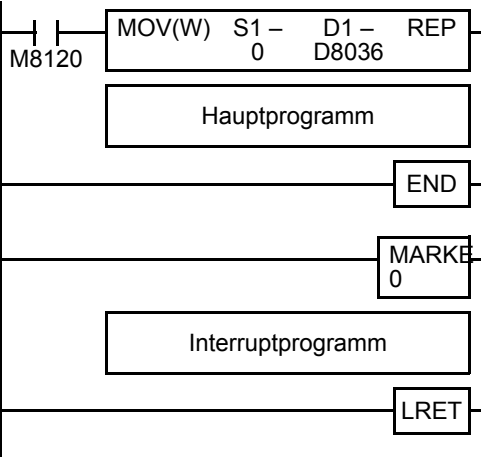 MOV(W) S1 – D1 – REP
0 D8036
M8120
Hauptprogramm
END
MARKE
0
Interruptprogramm
LRET